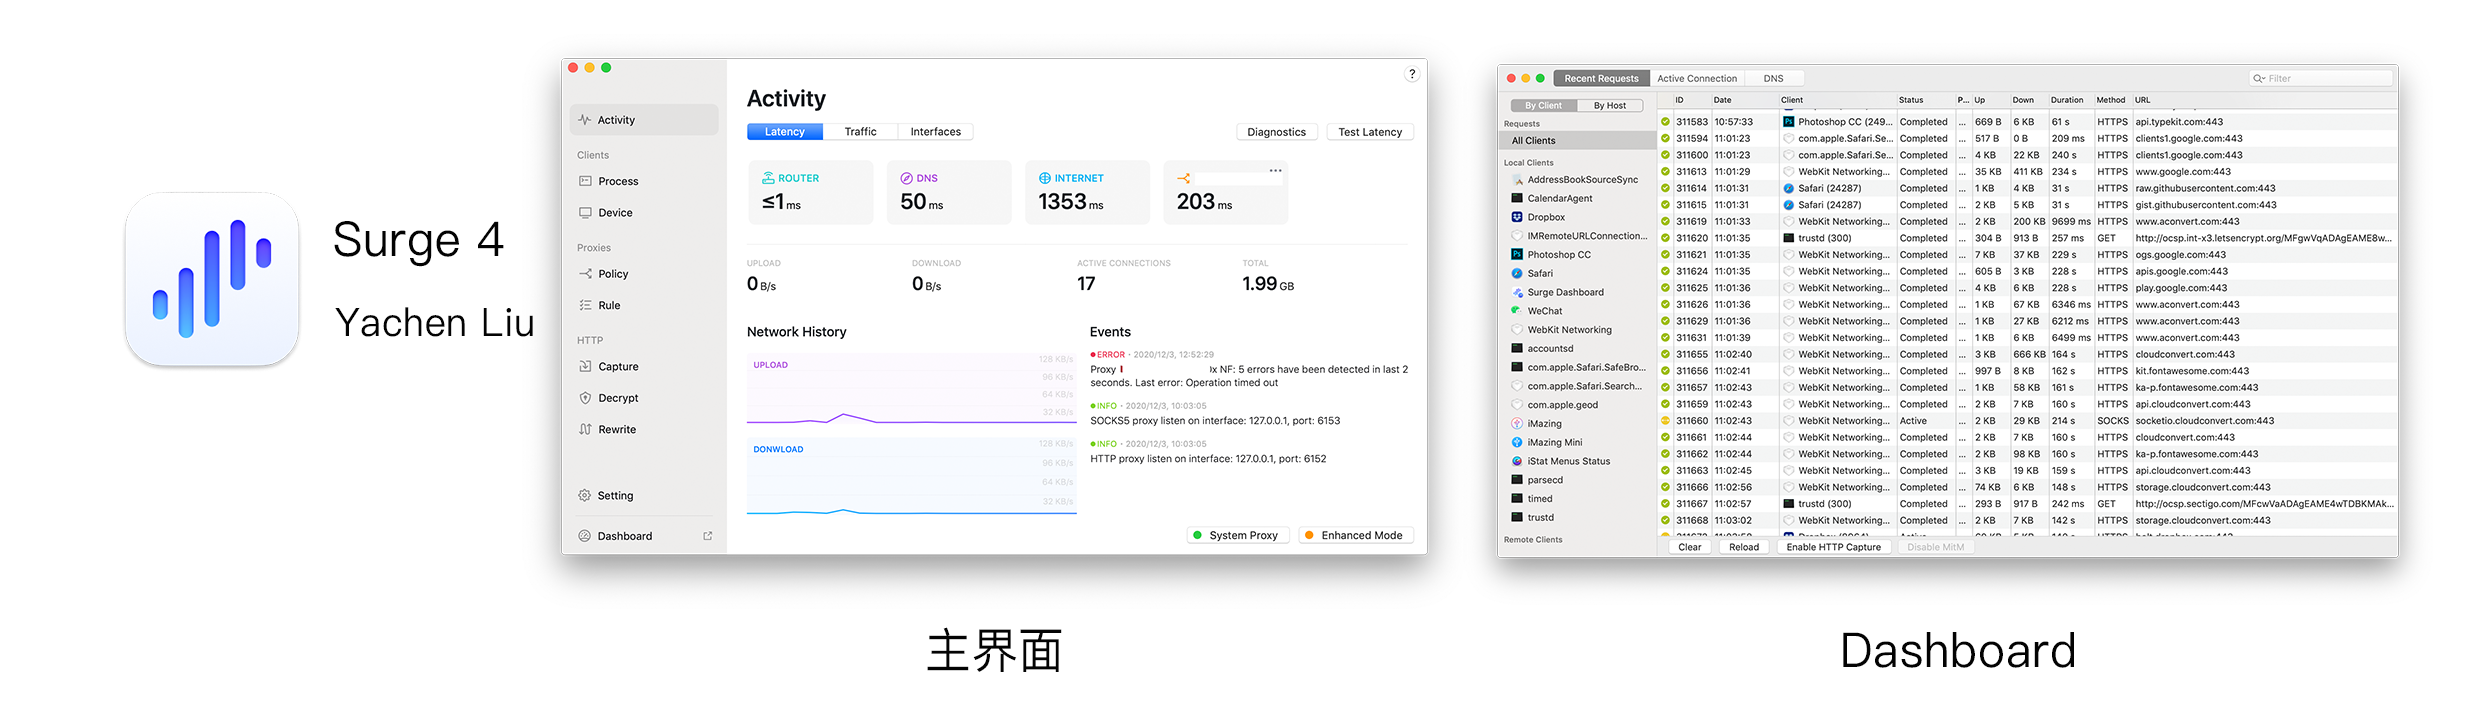 Surge 4
Yachen Liu
?
Activity
Clients
Process
Device
Proxies
Policy
Rule
HTTP
Capture
Decrypt
Rewrite
Setting
Dashboard
Activity
Latency Traffic Interfaces Diagnostics Test Latency
ROUTER DNS INTERNET
≤1 ms 50 ms 1353 ms 203 ms
UPLOAD DOWNLOAD ACTIVE CONNECTIONS TOTAL
0 B/s 0 B/s 17 1.99 GB
Network History
UPLOAD
128 KB/s
96 KB/s
64 KB/s
32 KB/s
DONWLOAD
128 KB/s
96 KB/s
64 KB/s
32 KB/s
Events
ERROR · 2020/12/3, 12:52:29
Proxy x NF: 5 errors have been detected in last 2
seconds. Last error: Operation timed out
INFO · 2020/12/3, 10:03:05
SOCKS5 proxy listen on interface: 127.0.0.1, port: 6153
INFO · 2020/12/3, 10:03:05
HTTP proxy listen on interface: 127.0.0.1, port: 6152
System Proxy Enhanced Mode
主界面
Recent Requests Active Connection DNS Filter
By Client By Host
Requests
All Clients
Local Clients
AddressBookSourceSync
CalendarAgent
Dropbox
IMRemoteURLConnection...
Photoshop CC
Safari
Surge Dashboard
WeChat
WebKit Networking
accountsd
com.apple.Safari.SafeBro...
com.apple.Safari.Search...
com.apple.geod
iMazing
iMazing Mini
iStat Menus Status
parsecd
timed
trustd
Remote Clients
ID Date Client Status P... Up Down Duration Method URL
311583 10:57:33 Photoshop CC (249... Completed ... 669 B 6 KB 61 s HTTPS api.typekit.com:443
311594 11:01:23 com.apple.Safari.Se... Completed ... 517 B 0 B 209 ms HTTPS clients1.google.com:443
311600 11:01:23 com.apple.Safari.Se... Completed ... 4 KB 22 KB 240 s HTTPS clients1.google.com:443
311613 11:01:29 WebKit Networking... Completed ... 35 KB 411 KB 234 s HTTPS www.google.com:443
311614 11:01:31 Safari (24287) Completed ... 1 KB 4 KB 31 s HTTPS raw.githubusercontent.com:443
311615 11:01:31 Safari (24287) Completed ... 2 KB 5 KB 31 s HTTPS gist.githubusercontent.com:443
311619 11:01:33 WebKit Networking... Completed ... 2 KB 200 KB 9699 ms HTTPS www.aconvert.com:443
311620 11:01:35 trustd (300) Completed ... 304 B 913 B 257 ms GET http://ocsp.int-x3.letsencrypt.org/MFgwVqADAgEAME8w...
311621 11:01:35 WebKit Networking... Completed ... 7 KB 37 KB 229 s HTTPS ogs.google.com:443
311624 11:01:35 WebKit Networking... Completed ... 605 B 3 KB 228 s HTTPS apis.google.com:443
311625 11:01:36 WebKit Networking... Completed ... 4 KB 6 KB 228 s HTTPS play.google.com:443
311626 11:01:36 WebKit Networking... Completed ... 1 KB 67 KB 6346 ms HTTPS www.aconvert.com:443
311629 11:01:36 WebKit Networking... Completed ... 1 KB 27 KB 6212 ms HTTPS www.aconvert.com:443
311631 11:01:39 WebKit Networking... Completed ... 1 KB 6 KB 6499 ms HTTPS www.aconvert.com:443
311655 11:02:40 WebKit Networking... Completed ... 3 KB 666 KB 164 s HTTPS cloudconvert.com:443
311656 11:02:41 WebKit Networking... Completed ... 997 B 8 KB 162 s HTTPS kit.fontawesome.com:443
311657 11:02:43 WebKit Networking... Completed ... 1 KB 58 KB 161 s HTTPS ka-p.fontawesome.com:443
311659 11:02:43 WebKit Networking... Completed ... 2 KB 7 KB 160 s HTTPS api.cloudconvert.com:443
311660 11:02:43 WebKit Networking... Active ... 2 KB 29 KB 214 s SOCKS socketio.cloudconvert.com:443
311661 11:02:44 WebKit Networking... Completed ... 2 KB 7 KB 160 s HTTPS cloudconvert.com:443
311662 11:02:44 WebKit Networking... Completed ... 2 KB 98 KB 160 s HTTPS ka-p.fontawesome.com:443
311663 11:02:45 WebKit Networking... Completed ... 3 KB 19 KB 159 s HTTPS api.cloudconvert.com:443
311666 11:02:56 WebKit Networking... Completed ... 74 KB 6 KB 148 s HTTPS storage.cloudconvert.com:443
311667 11:02:57 trustd (300) Completed ... 293 B 917 B 242 ms GET http://ocsp.sectigo.com/MFcwVaADAgEAME4wTDBKMAk...
311668 11:03:02 WebKit Networking... Completed ... 2 KB 7 KB 142 s HTTPS storage.cloudconvert.com:443
Clear Reload Enable HTTP Capture Disable MitM
Dashboard